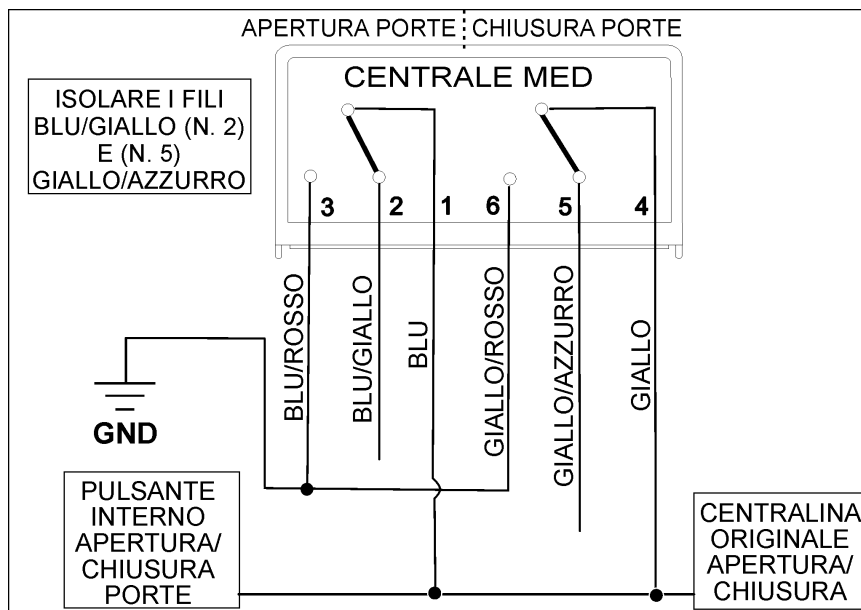 APERTURA PORTE CHIUSURA PORTE
CENTRALE MED
ISOLARE I FILI
BLU/GIALLO (N. 2)
E (N. 5)
GIALLO/AZZURRO
3 2 1 6 5 4
BLU/ROSSO
BLU/GIALLO
BLU
GIALLO/ROSSO
GIALLO/AZZURRO
GIALLO
GND
PULSANTE
INTERNO
APERTURA/
CHIUSURA
PORTE
CENTRALINA
ORIGINALE
APERTURA/
CHIUSURA